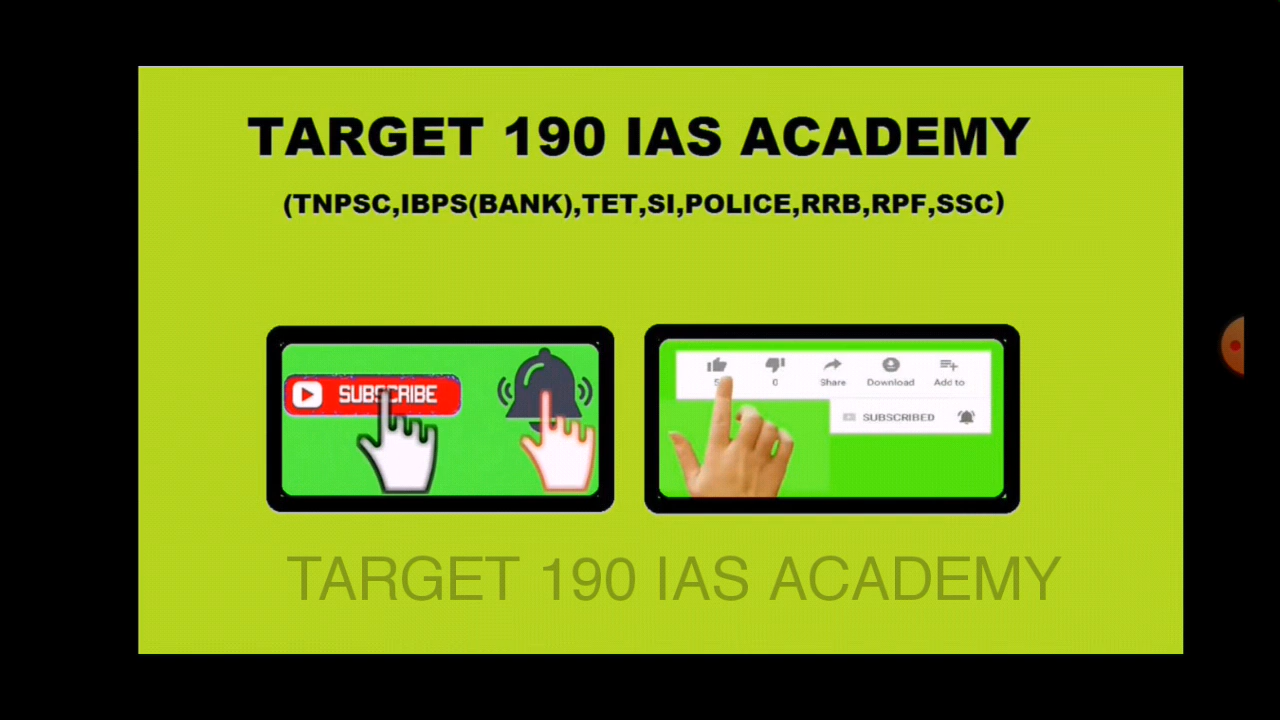 TARGET 190 IAS ACADEMY
(TNPSC,IBPS(BANK),TET,SI,POLICE,RRB,RPF,SSC)
SUBSCRIBE
0 Share Download Add to
SUBSCRIBED
TARGET 190 IAS ACADEMY